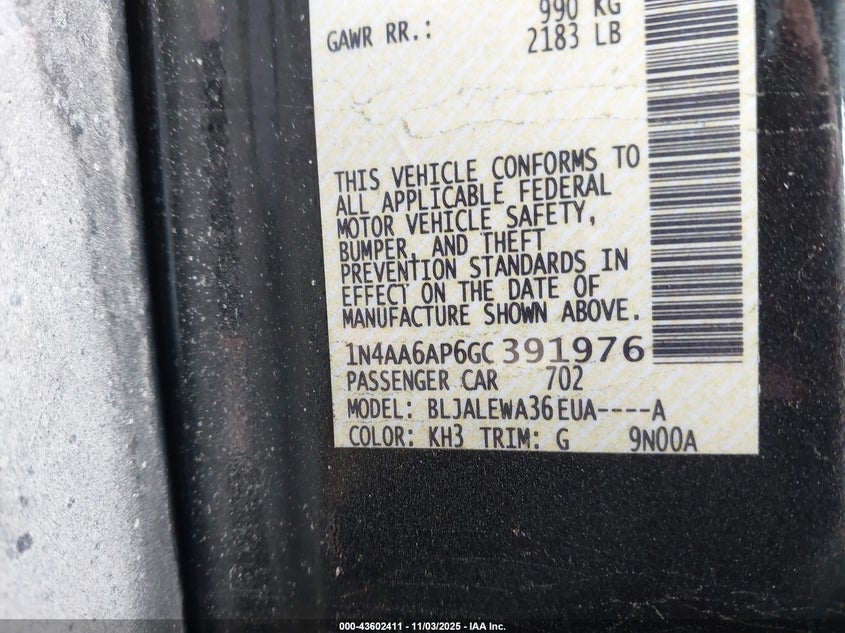 990 KG
GAWR RR.: 2183 LB
THIS VEHICLE CONFORMS TO
ALL APPLICABLE FEDERAL
MOTOR VEHICLE SAFETY,
BUMPER, AND THEFT
PREVENTION STANDARDS IN
EFFECT ON THE DATE OF
MANUFACTURE SHOWN ABOVE.
1N4AA6AP6GC391976
PASSENGER CAR 702
MODEL: BLJALEWA36EUA----A
COLOR: KH3 TRIM: G 9N00A
000-43602411 - 11/03/2025 - IAA Inc.